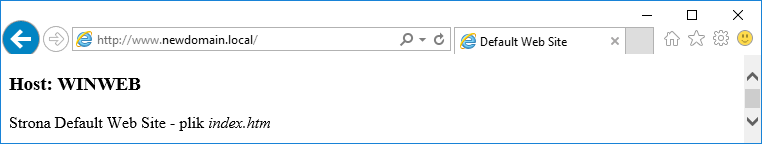 http://www.newdomain.local/
Default Web Site
Host: WINWEB
Strona Default Web Site - plik index.htm